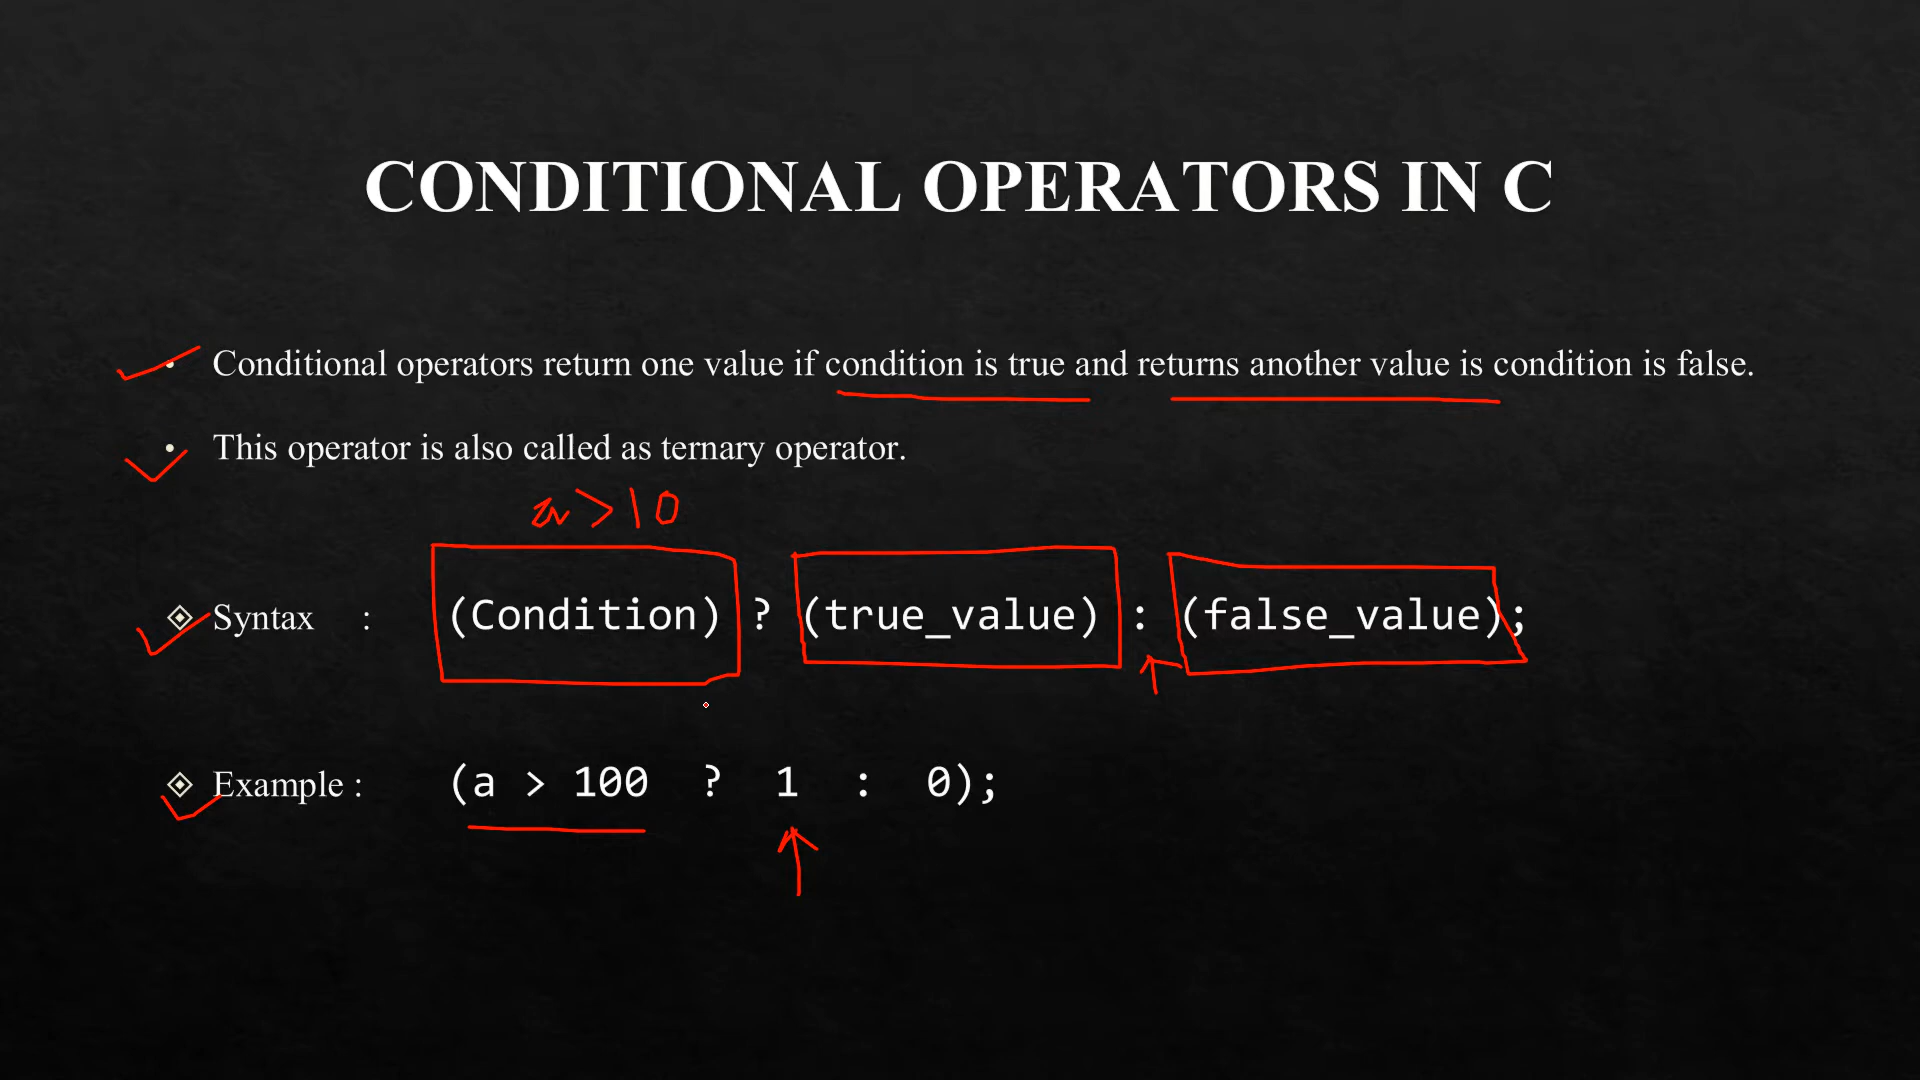 CONDITIONAL OPERATORS IN C
• Conditional operators return one value if condition is true and returns another value is condition is false.
• This operator is also called as ternary operator.
a > 10
Syntax : (Condition) ? (true_value) : (false_value);
Example : (a > 100 ? 1 : 0);